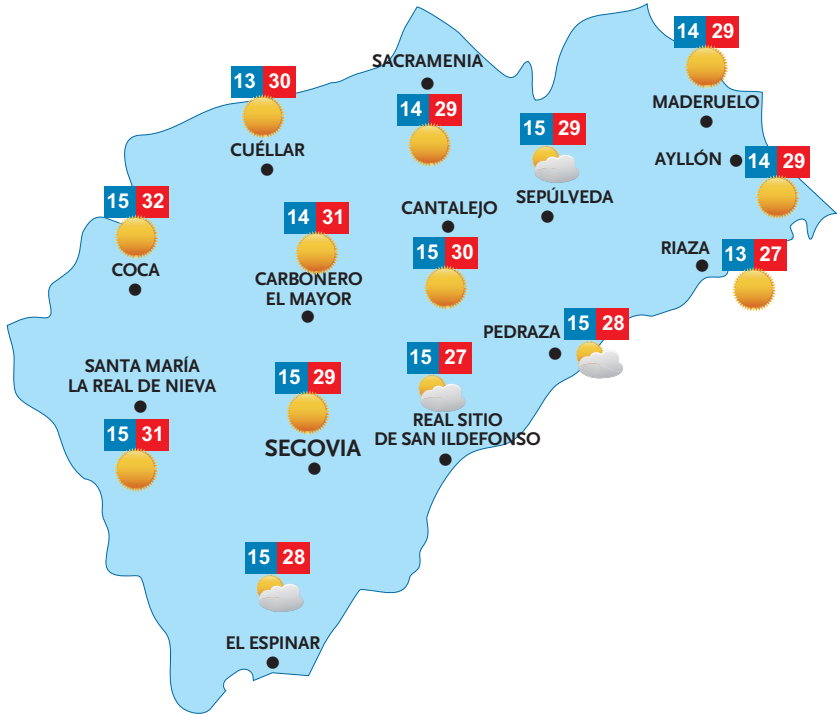 14 29
MADERUELO
SACRAMENIA
14 29
13 30
CUÉLLAR
15 29
SEPÚLVEDA
AYLLÓN
14 29
15 32
COCA
14 31
CARBONERO
EL MAYOR
CANTALEJO
15 30
RIAZA
13 27
PEDRAZA
15 28
SANTA MARÍA
LA REAL DE NIEVA
15 31
15 29
SEGOVIA
15 27
REAL SITIO
DE SAN ILDEFONSO
15 28
EL ESPINAR